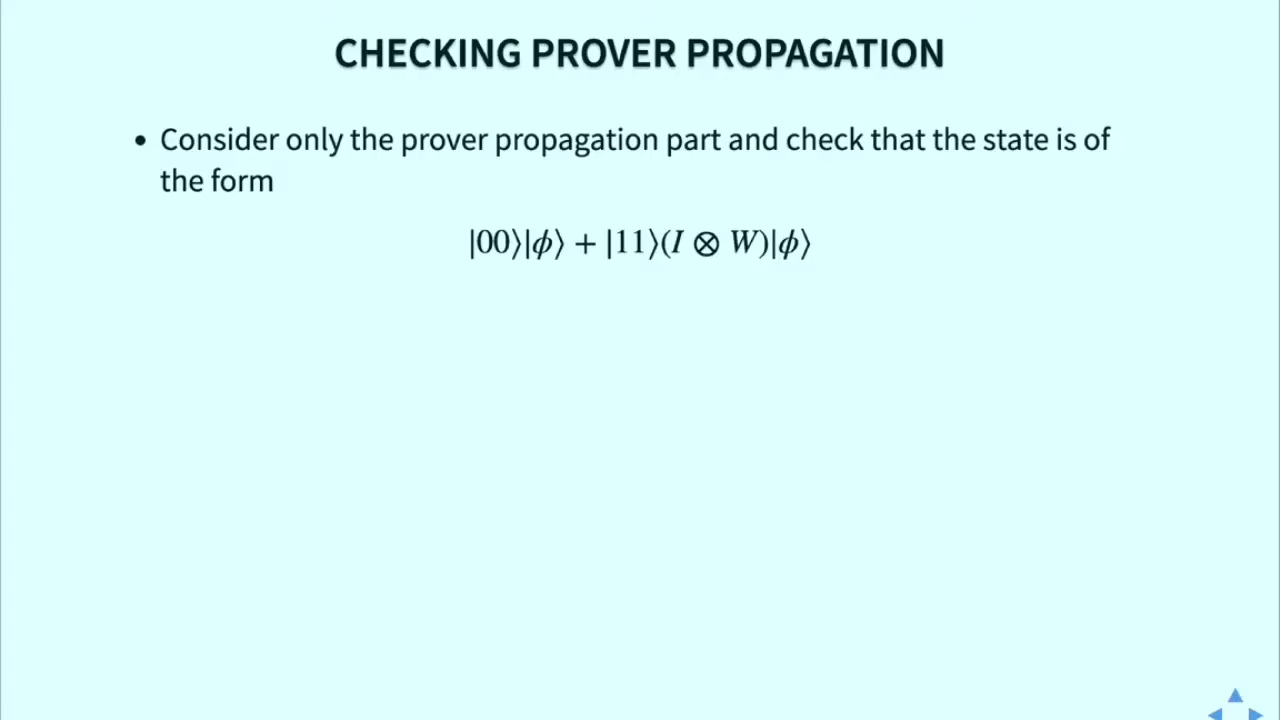 CHECKING PROVER PROPAGATION
• Consider only the prover propagation part and check that the state is of
the form
|00⟩|ϕ⟩ + |11⟩(I ⊗ W)|ϕ⟩